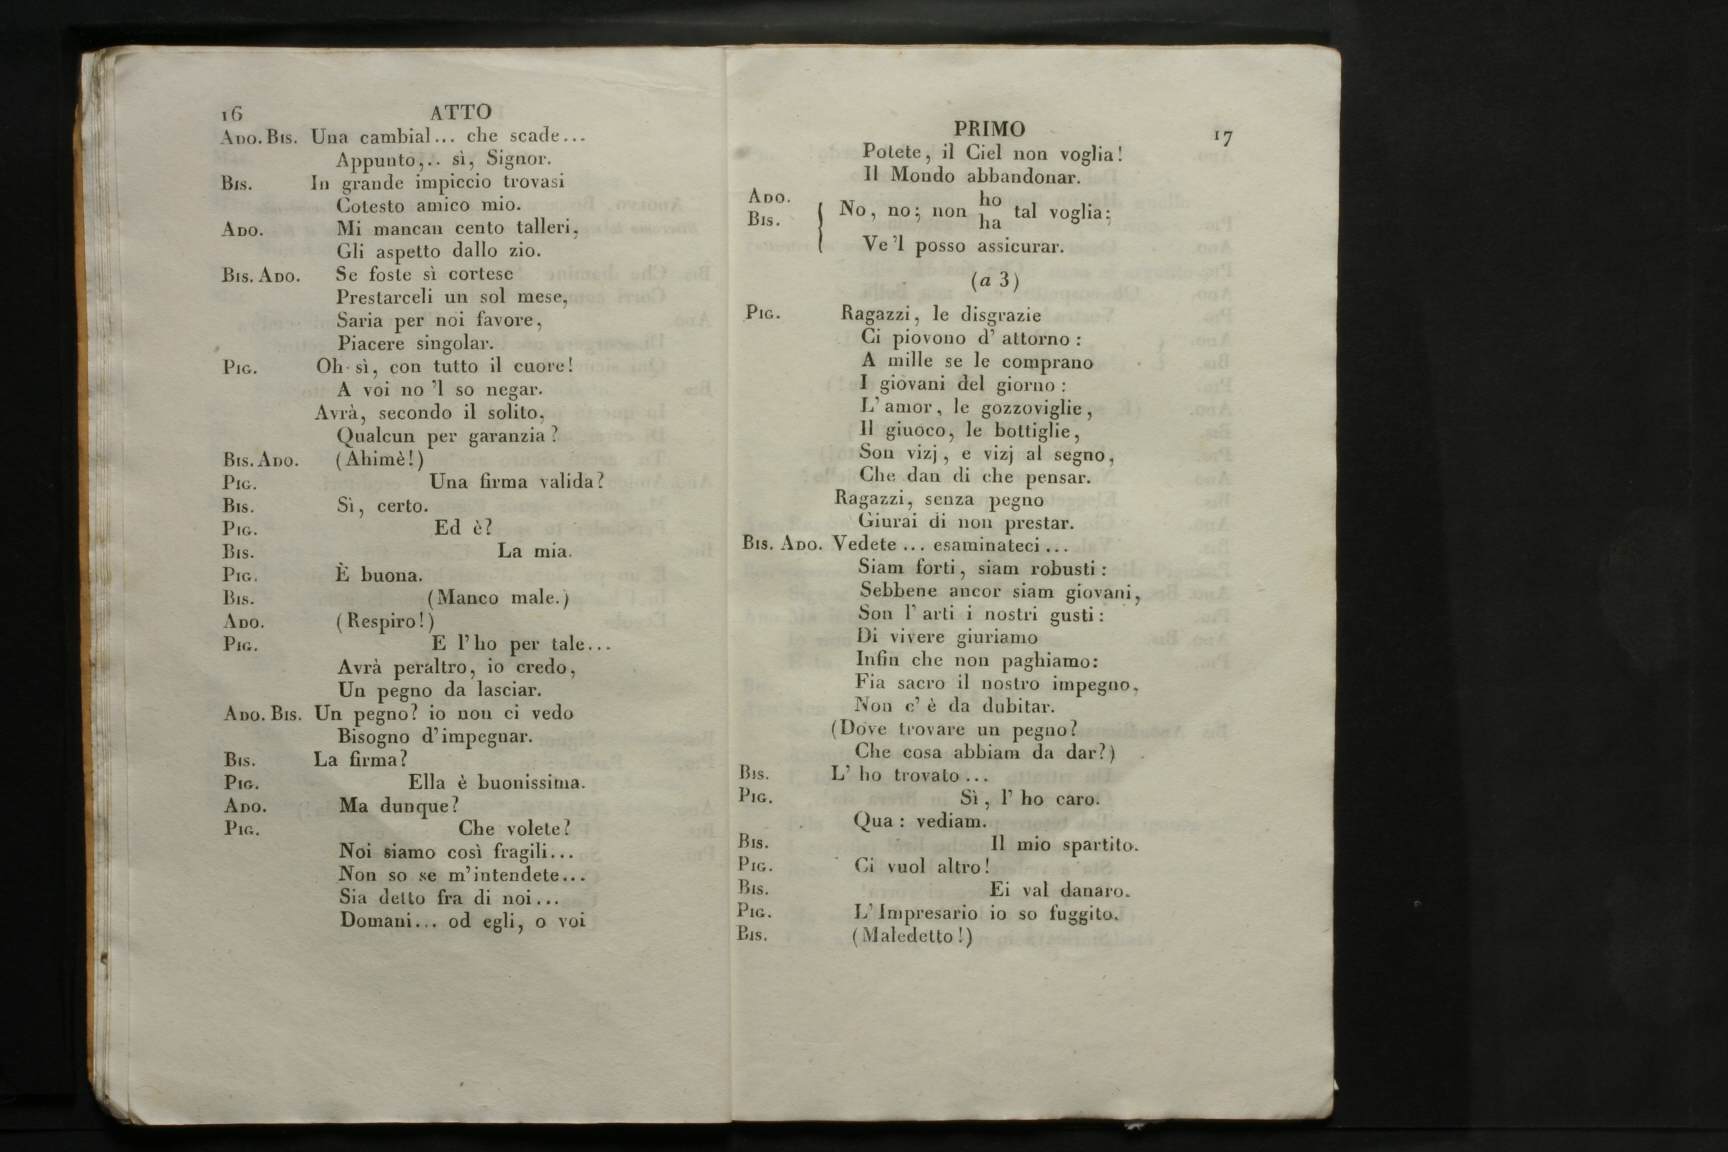 16 ATTO
Ado. Bis. Una cambial... che scade...
Appunto,.. sì, Signor.
Bis. In grande impiccio trovasi
Cotesto amico mio.
Ado. Mi mancan cento talleri,
Gli aspetto dallo zio.
Bis. Ado. Se foste sì cortese
Prestarceli un sol mese,
Saria per noi favore,
Piacere singolar.
Pig. Oh sì, con tutto il cuore!
A voi no 'l so negar.
Avrà, secondo il solito,
Qualcun per garanzia?
Bis. Ado. (Ahimè!)
Pig. Una firma valida?
Bis. Sì, certo.
Pig. Ed è?
Bis. La mia.
Pig. È buona.
Bis. (Manco male.)
Ado. (Respiro!)
Pig. E l'ho per tale...
Avrà peraltro, io credo,
Un pegno da lasciar.
Ado. Bis. Un pegno? io non ci vedo
Bisogno d'impegnar.
Bis. La firma?
Pig. Ella è buonissima.
Ado. Ma dunque?
Pig. Che volete?
Noi siamo così fragili...
Non so se m'intendete...
Sia detto fra di noi...
Domani... od egli, o voi
PRIMO 17
Potete, il Ciel non voglia!
Il Mondo abbandonar.
Ado. Bis. { No, no; non ho ha tal voglia;
Ve 'l posso assicurar.
(a 3)
Pig. Ragazzi, le disgrazie
Ci piovono d' attorno:
A mille se le comprano
I giovani del giorno:
L' amor, le gozzoviglie,
Il giuoco, le bottiglie,
Son vizj, e vizj al segno,
Che dan di che pensar.
Ragazzi, senza pegno
Giurai di non prestar.
Bis. Ado. Vedete... esaminateci...
Siam forti, siam robusti:
Sebbene ancor siam giovani,
Son l' arti i nostri gusti:
Di vivere giuriamo
Infin che non paghiamo:
Fia sacro il nostro impegno,
Non c' è da dubitar.
(Dove trovare un pegno?
Che cosa abbiam da dar?)
Bis. L' ho trovato...
Pig. Sì, l' ho caro.
Qua: vediam.
Bis. Il mio spartito.
Pig. Ci vuol altro!
Bis. Ei val danaro.
Pig. L' Impresario io so fuggito.
Bis. (Maledetto!)